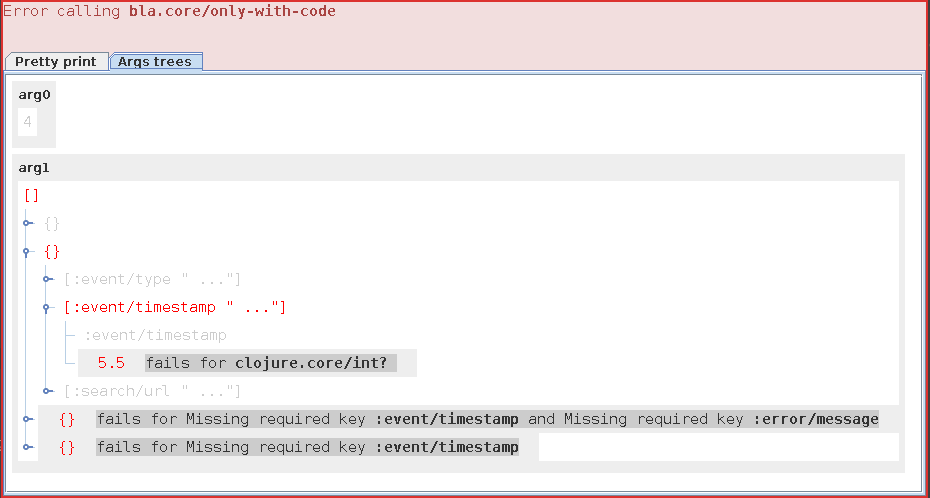 Error calling bla.core/only-with-code
Pretty print Args trees
arg0
4
arg1
[]
{}
{}
[:event/type " ..."]
[:event/timestamp " ..."]
:event/timestamp
5.5 fails for clojure.core/int?
[:search/url " ..."]
{} fails for Missing required key :event/timestamp and Missing required key :error/message
{} fails for Missing required key :event/timestamp